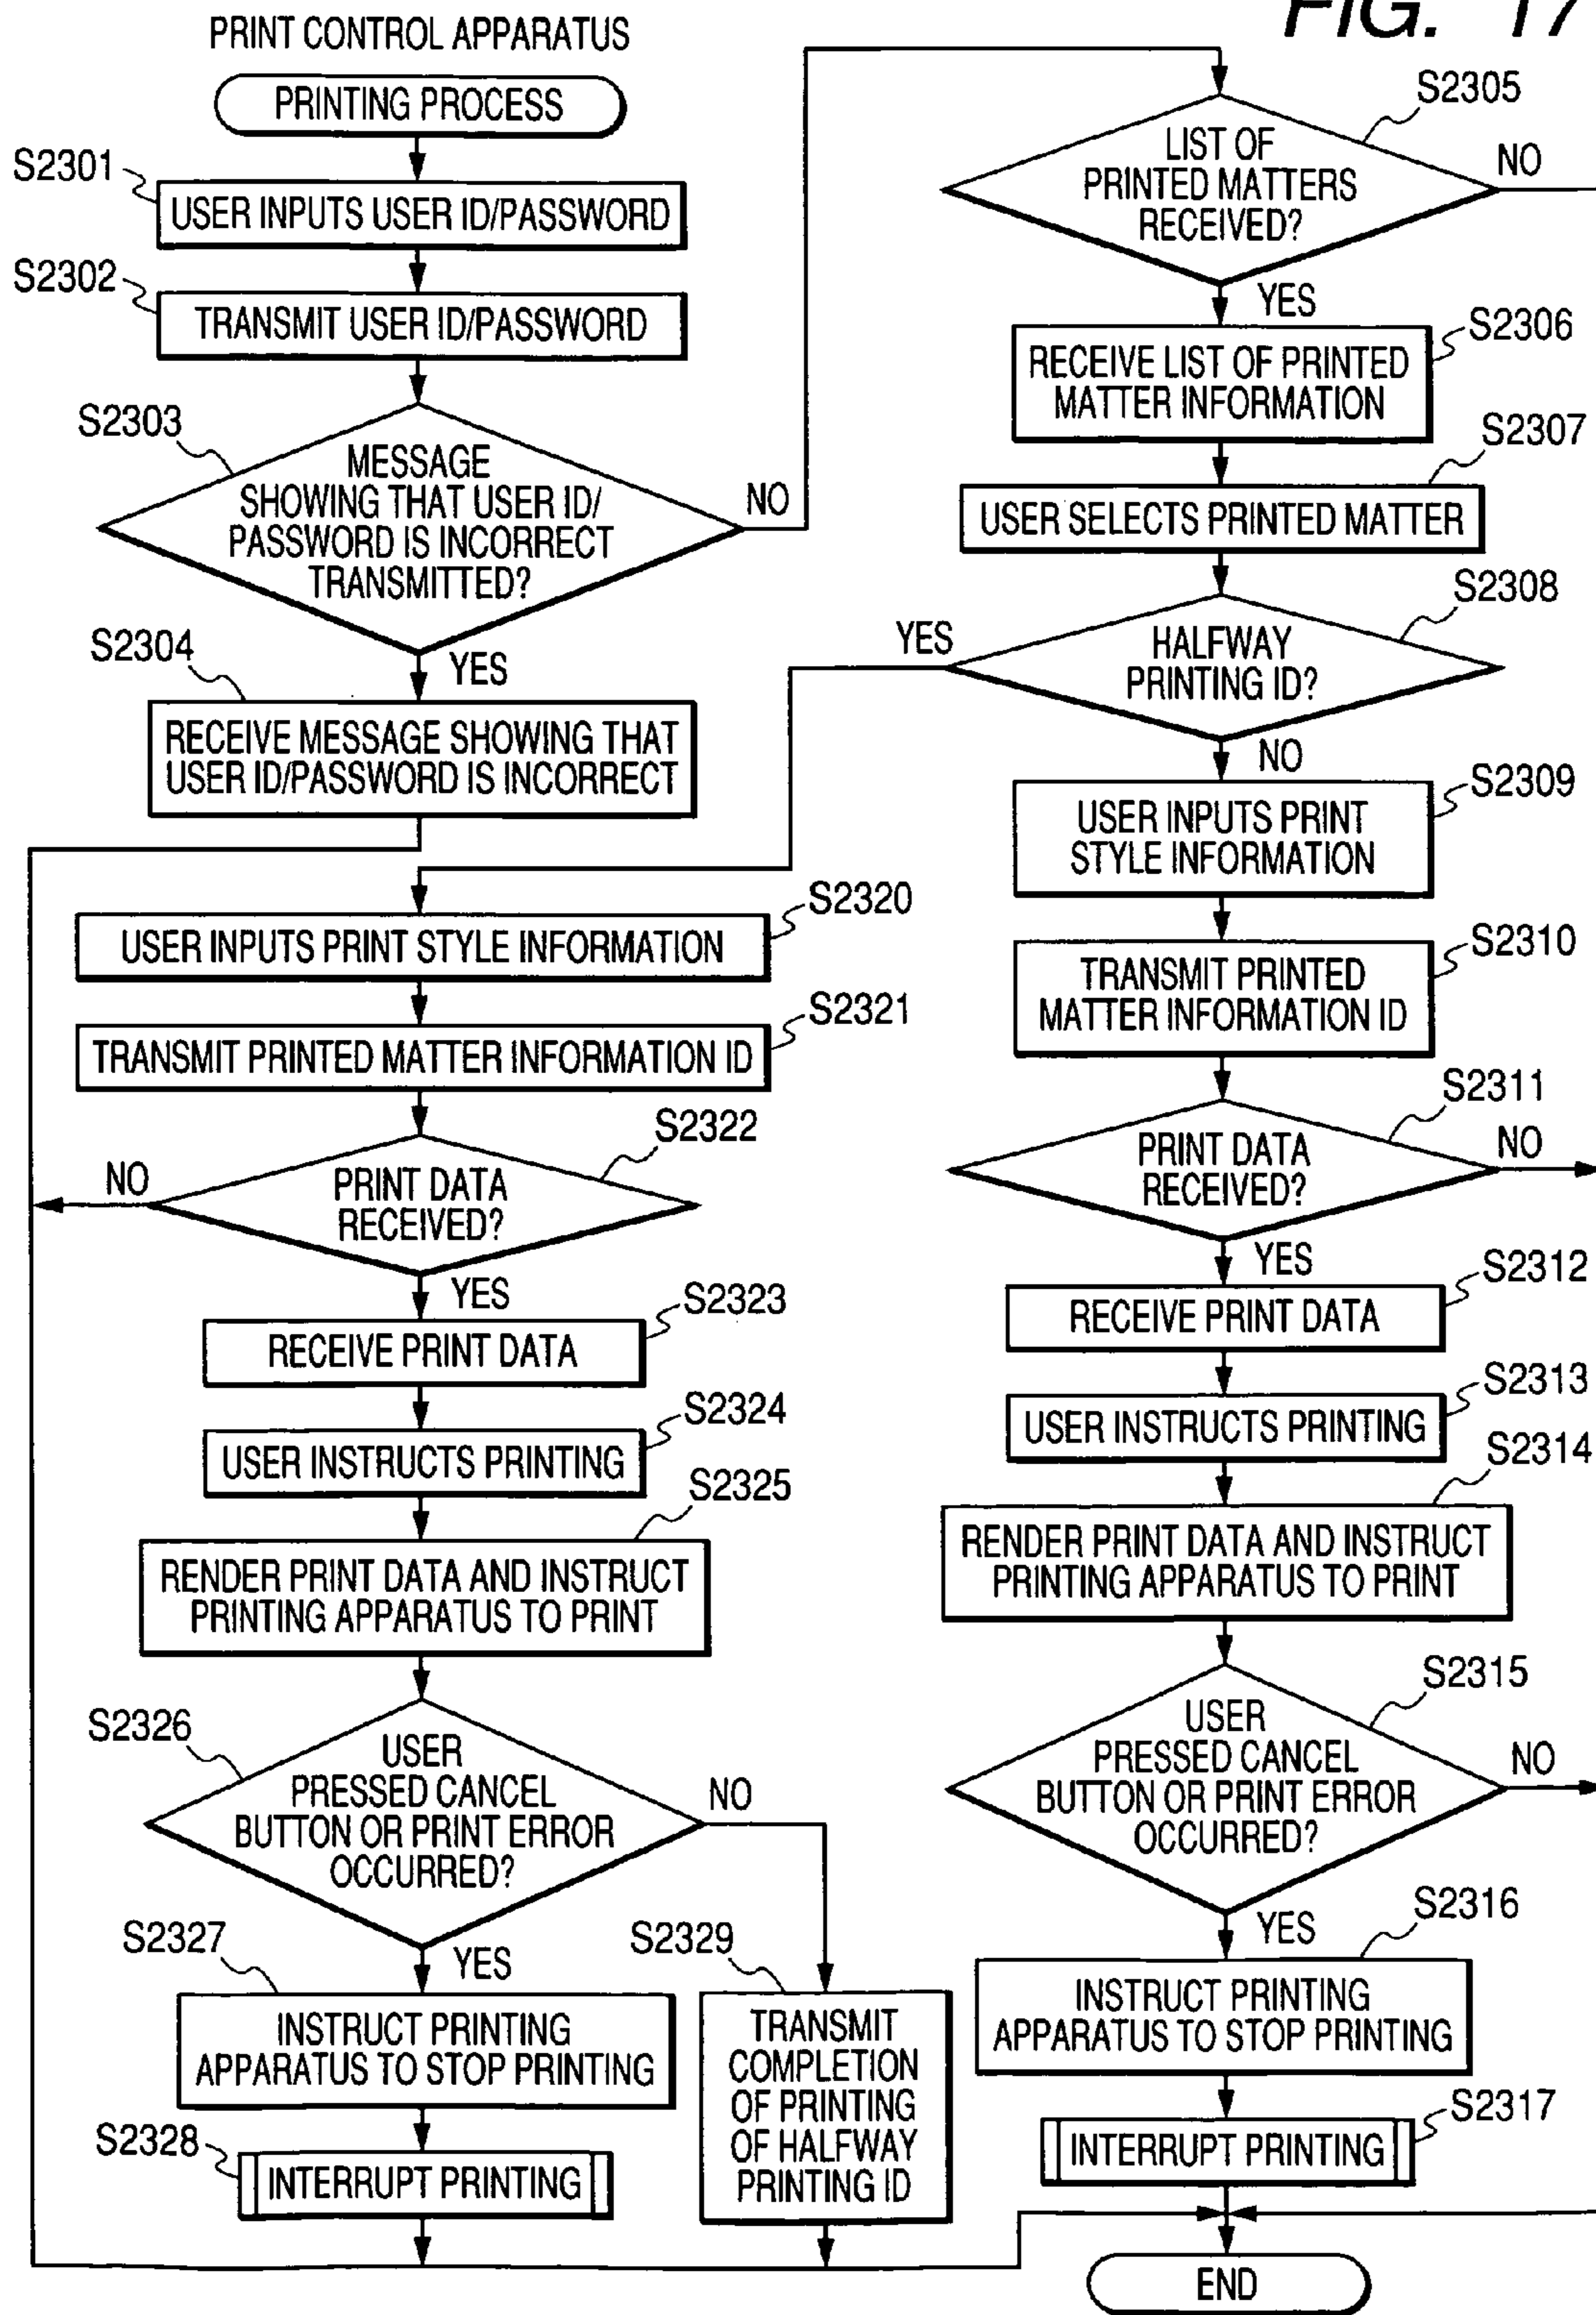 FIG. 17
PRINT CONTROL APPARATUS
PRINTING PROCESS
S2301
USER INPUTS USER ID/PASSWORD
S2302
TRANSMIT USER ID/PASSWORD
S2303
MESSAGE
SHOWING THAT USER ID/
PASSWORD IS INCORRECT
TRANSMITTED?
NO
YES
S2304
RECEIVE MESSAGE SHOWING THAT
USER ID/PASSWORD IS INCORRECT
S2305
LIST OF
PRINTED MATTERS
RECEIVED?
NO
YES
S2306
RECEIVE LIST OF PRINTED
MATTER INFORMATION
S2307
USER SELECTS PRINTED MATTER
S2308
HALFWAY
PRINTING ID?
YES
NO
S2309
USER INPUTS PRINT
STYLE INFORMATION
S2310
TRANSMIT PRINTED
MATTER INFORMATION ID
S2311
PRINT DATA
RECEIVED?
NO
YES
S2312
RECEIVE PRINT DATA
S2313
USER INSTRUCTS PRINTING
S2314
RENDER PRINT DATA AND INSTRUCT
PRINTING APPARATUS TO PRINT
S2315
USER
PRESSED CANCEL
BUTTON OR PRINT ERROR
OCCURRED?
NO
YES
S2316
INSTRUCT PRINTING
APPARATUS TO STOP PRINTING
S2317
INTERRUPT PRINTING
S2320
USER INPUTS PRINT STYLE INFORMATION
S2321
TRANSMIT PRINTED MATTER INFORMATION ID
S2322
PRINT DATA
RECEIVED?
NO
YES
S2323
RECEIVE PRINT DATA
S2324
USER INSTRUCTS PRINTING
S2325
RENDER PRINT DATA AND INSTRUCT
PRINTING APPARATUS TO PRINT
S2326
USER
PRESSED CANCEL
BUTTON OR PRINT ERROR
OCCURRED?
NO
YES
S2327
INSTRUCT PRINTING
APPARATUS TO STOP PRINTING
S2328
INTERRUPT PRINTING
S2329
TRANSMIT
COMPLETION
OF PRINTING
OF HALFWAY
PRINTING ID
END